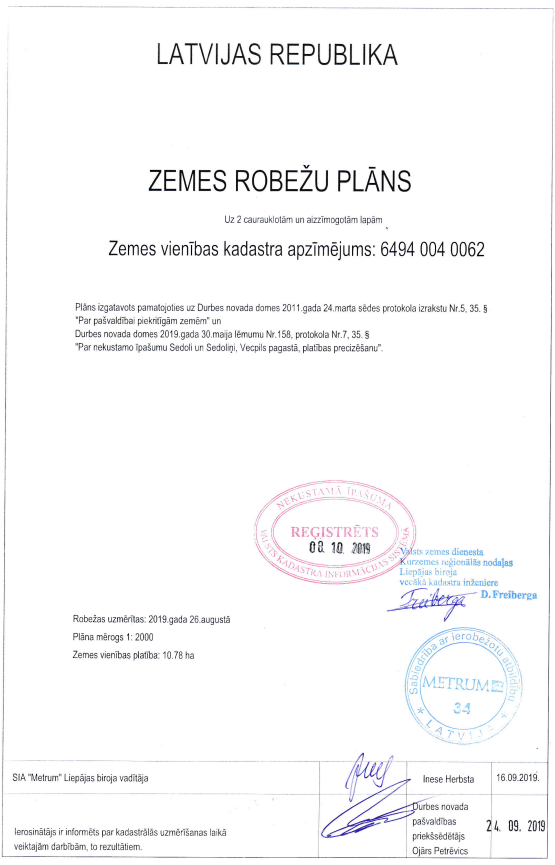 LATVIJAS REPUBLIKA
ZEMES ROBEŽU PLĀNS
Uz 2 caurauklotām un aizzīmogotām lapām
Zemes vienības kadastra apzīmējums: 6494 004 0062
Plāns izgatavots pamatojoties uz Durbes novada domes 2011.gada 24.marta sēdes protokola izrakstu Nr.5, 35. §
"Par pašvaldībai piekritīgām zemēm" un
Durbes novada domes 2019.gada 30.maija lēmumu Nr.158, protokola Nr.7, 35. §
"Par nekustamo īpašumu Sedoli un Sedoliņi, Vecpils pagastā, platības precizēšanu".
NEKUSTAMĀ ĪPAŠUMA
REĢISTRĒTS
08. 10. 2019
VALSTS KADASTRA INFORMĀCIJAS SISTĒMĀ
Valsts zemes dienesta
Kurzemes reģionālās nodaļas
Liepājas biroja
vecākā kadastra inženiere
Freiberga D.Freiberga
Robežas uzmērītas: 2019.gada 26.augustā
Plāna mērogs 1: 2000
Zemes vienības platība: 10.78 ha
Sabiedrība ar ierobežotu atbildību
METRUM
34
* LATVIJA *
SIA "Metrum" Liepājas biroja vadītāja
Inese Herbsta
16.09.2019.
Ierosinātājs ir informēts par kadastrālās uzmērīšanas laikā
veiktajām darbībām, to rezultātiem.
Durbes novada
pašvaldības
priekšsēdētājs
Ojārs Petrēvics
24. 09. 2019